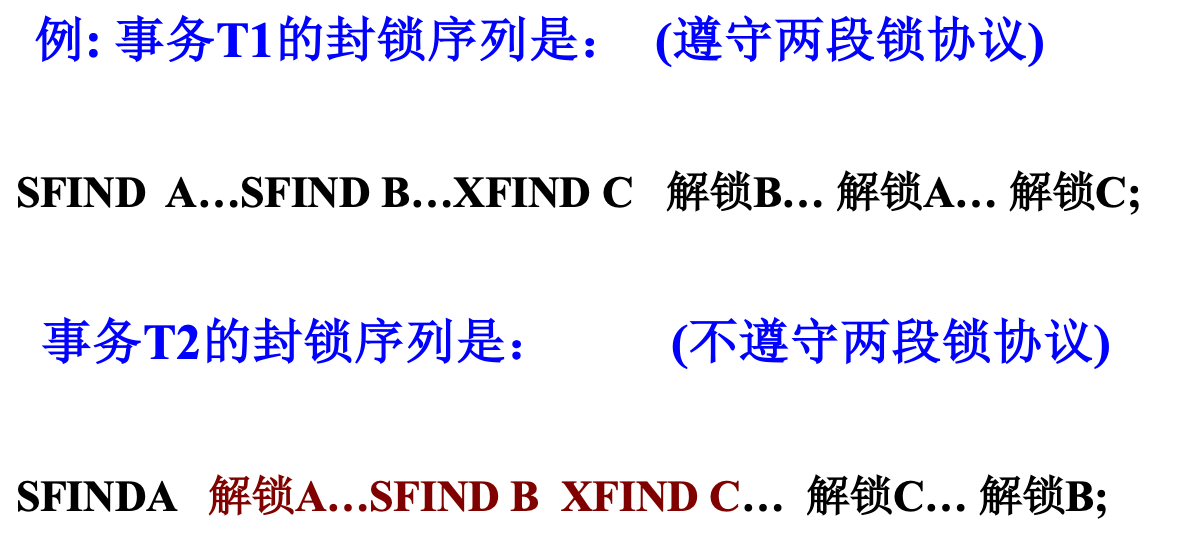 例: 事务T1的封锁序列是： (遵守两段锁协议)
SFIND A…SFIND B…XFIND C 解锁B… 解锁A… 解锁C;
事务T2的封锁序列是： (不遵守两段锁协议)
SFINDA 解锁A…SFIND B XFIND C… 解锁C… 解锁B;